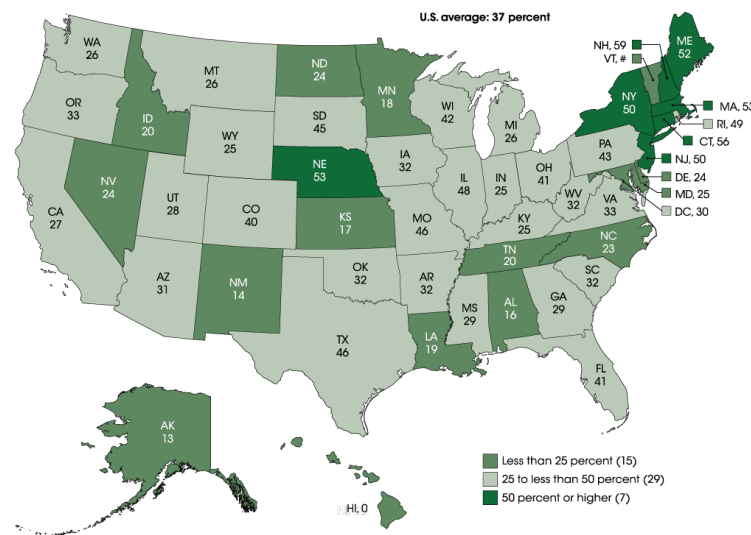 U.S. average: 37 percent
WA
26
OR
33
CA
27
NV
24
ID
20
MT
26
WY
25
UT
28
AZ
31
CO
40
NM
14
ND
24
SD
45
NE
53
KS
17
OK
32
TX
46
MN
18
IA
32
MO
46
AR
32
LA
19
WI
42
IL
48
MI
26
IN
25
OH
41
KY
25
TN
20
MS
29
AL
16
GA
29
FL
41
SC
32
NC
23
VA
33
WV
32
PA
43
NY
50
ME
52
NH, 59
VT, #
MA, 53
RI, 49
CT, 56
NJ, 50
DE, 24
MD, 25
DC, 30
AK
13
HI, 0
Less than 25 percent (15)
25 to less than 50 percent (29)
50 percent or higher (7)